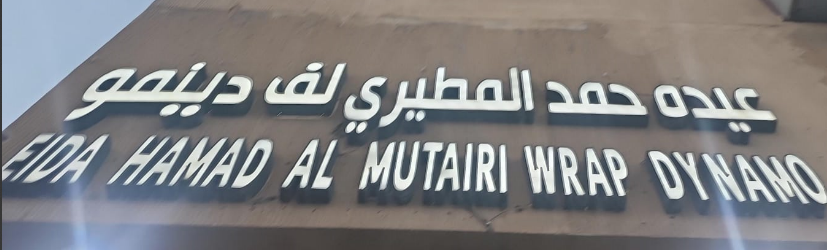 عيده حمد المطيري لف دينمو
EIDA HAMAD AL MUTAIRI WRAP DYNAMO